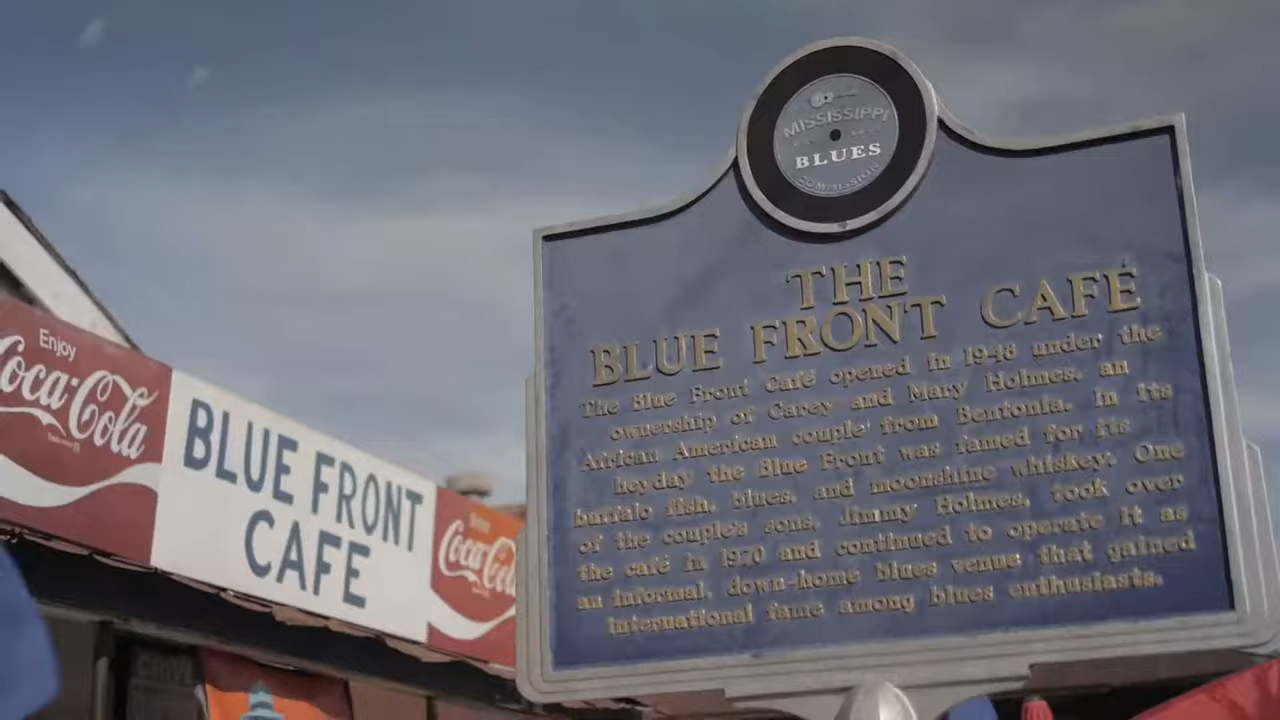 MISSISSIPPI
BLUES
COMMISSION
THE
BLUE FRONT CAFÉ
The Blue Front Café opened in 1948 under the
ownership of Carey and Mary Holmes, an
African American couple from Bentonia. In its
heyday the Blue Front was famed for its
buffalo fish, blues, and moonshine whiskey. One
of the couple's sons, Jimmy Holmes, took over
the café in 1970 and continued to operate it as
an informal, down-home blues venue that gained
international fame among blues enthusiasts.
Enjoy
Coca-Cola
BLUE FRONT
CAFE
Coca-Cola